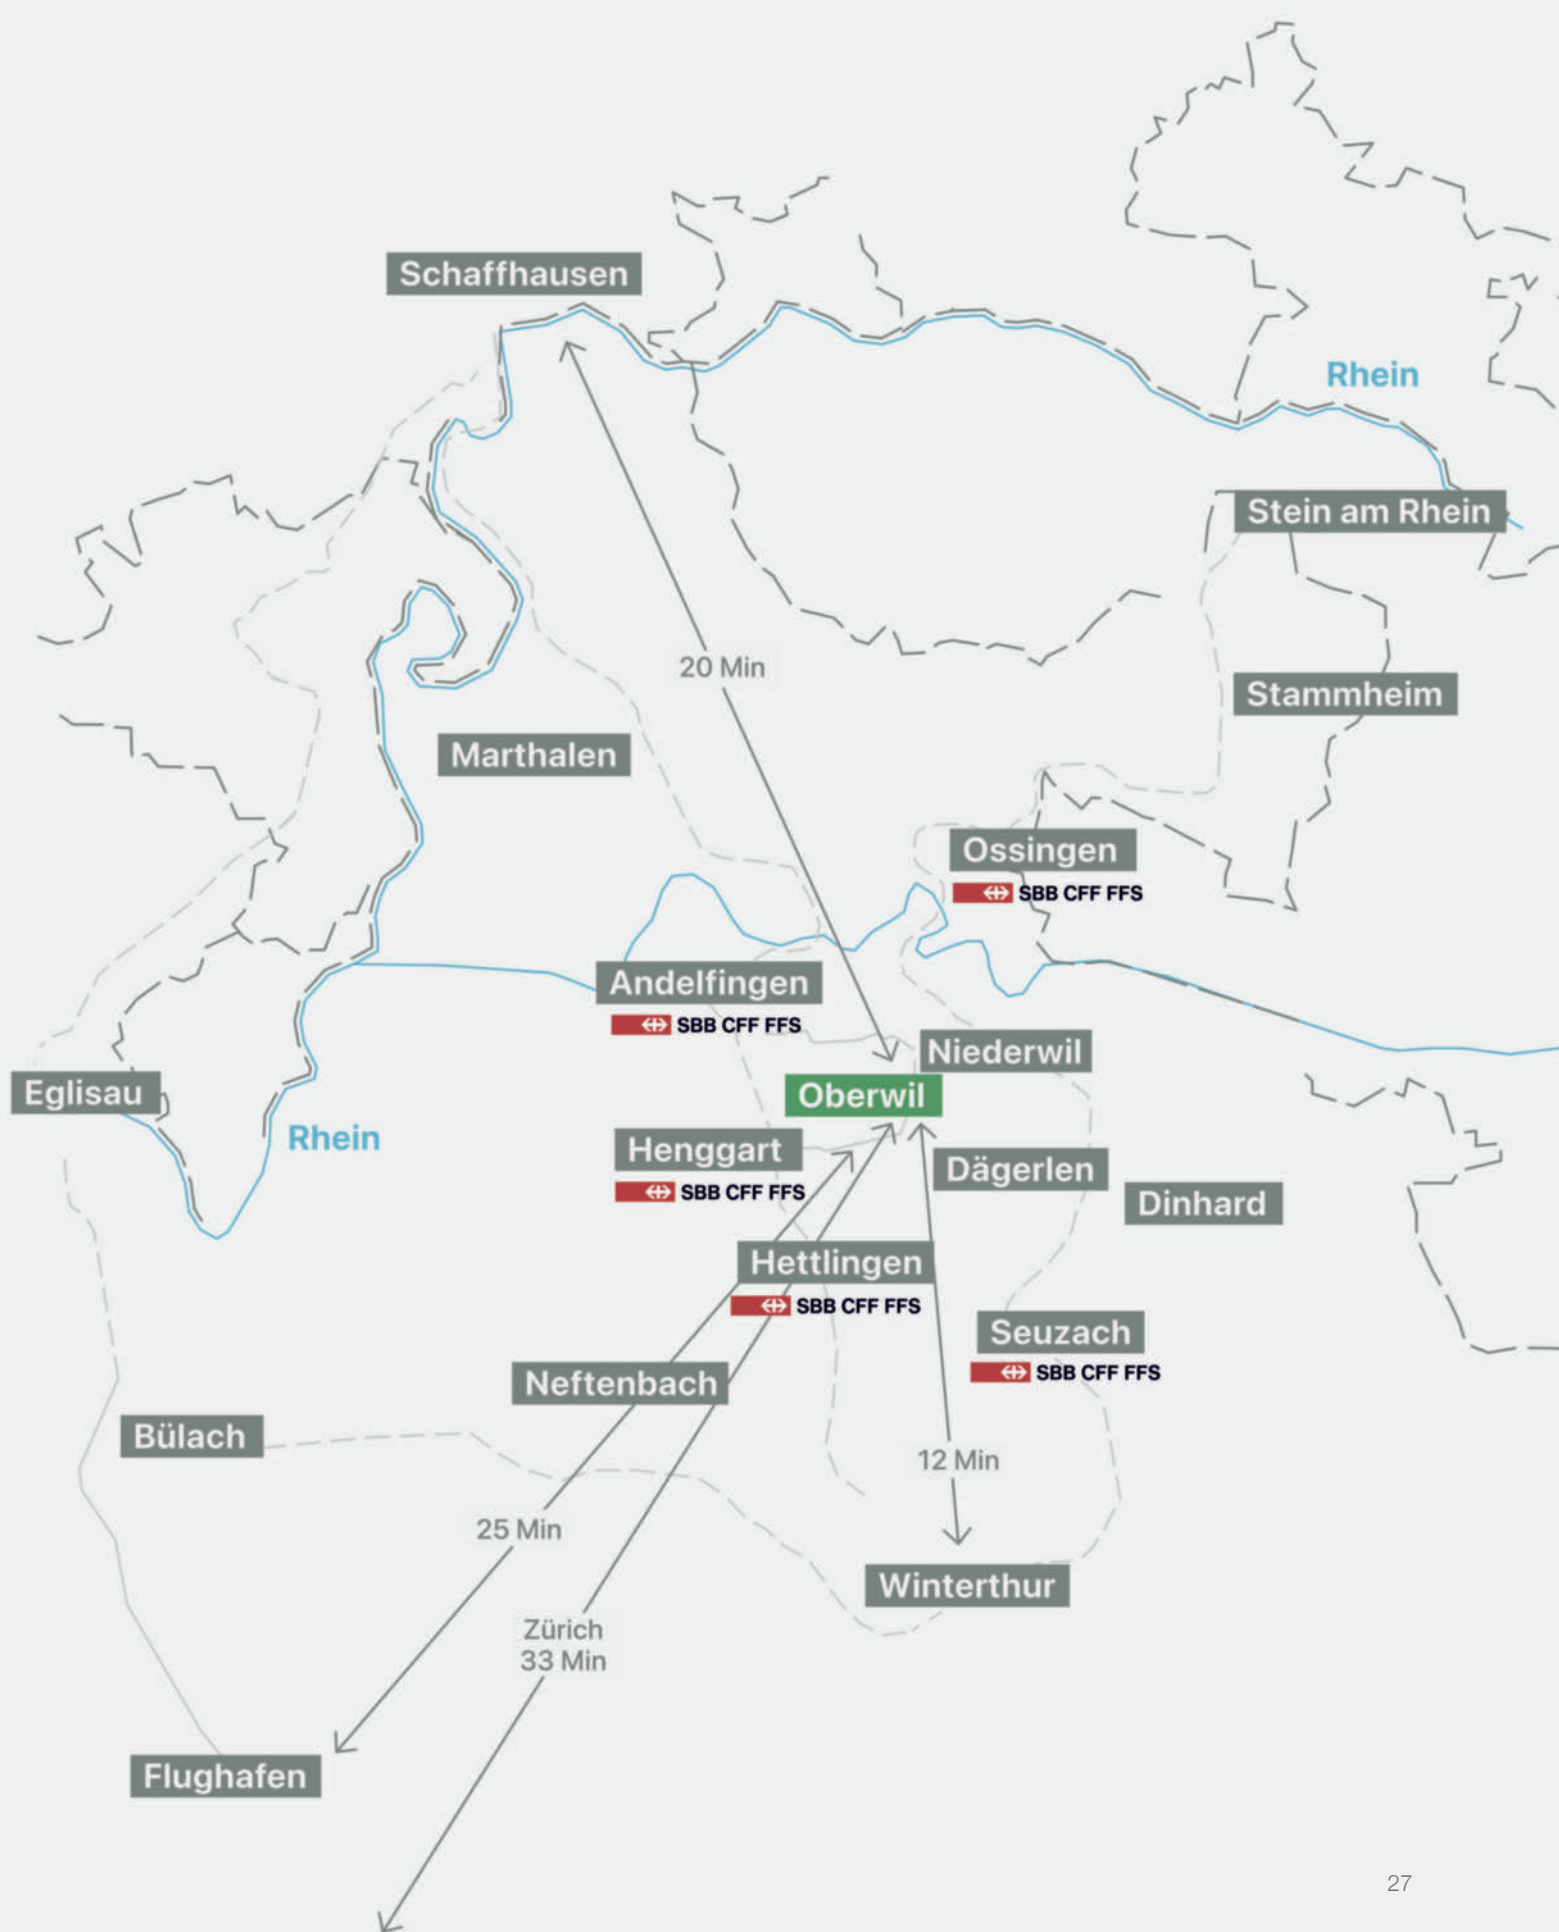 Schaffhausen
Rhein
Stein am Rhein
20 Min
Stammheim
Marthalen
Ossingen
SBB CFF FFS
Andelfingen
SBB CFF FFS
Niederwil
Eglisau
Oberwil
Rhein
Henggart
SBB CFF FFS
Dägerlen
Dinhard
Hettlingen
SBB CFF FFS
Seuzach
SBB CFF FFS
Neftenbach
Bülach
12 Min
25 Min
Winterthur
Zürich
33 Min
Flughafen
27